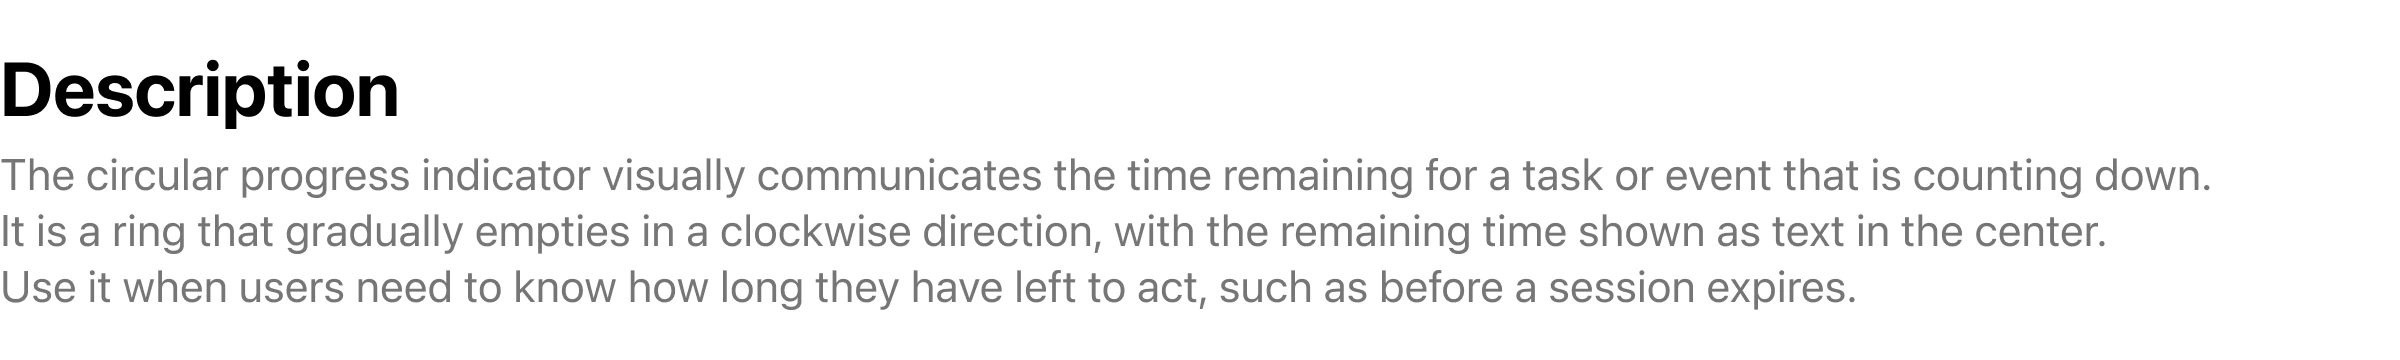 Description
The circular progress indicator visually communicates the time remaining for a task or event that is counting down.
It is a ring that gradually empties in a clockwise direction, with the remaining time shown as text in the center.
Use it when users need to know how long they have left to act, such as before a session expires.